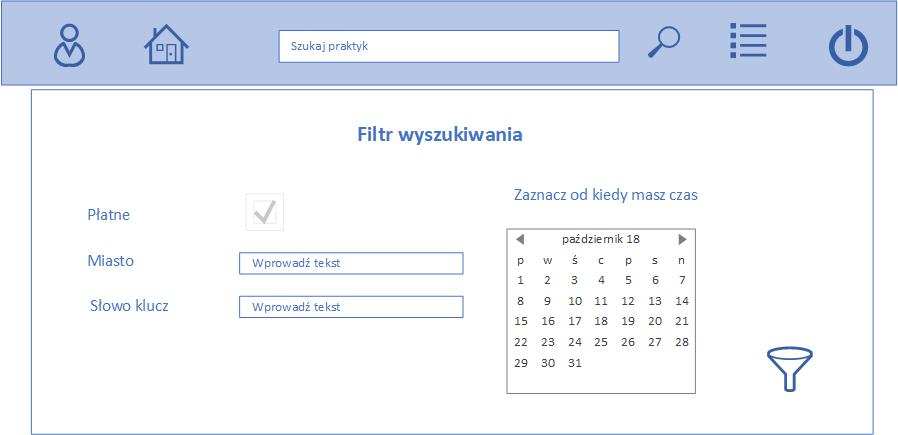 Szukaj praktyk
Filtr wyszukiwania
Zaznacz od kiedy masz czas
Płatne
Miasto
Wprowadź tekst
Słowo klucz
Wprowadź tekst
październik 18
p w ś c p s n
1 2 3 4 5 6 7
8 9 10 11 12 13 14
15 16 17 18 19 20 21
22 23 24 25 26 27 28
29 30 31